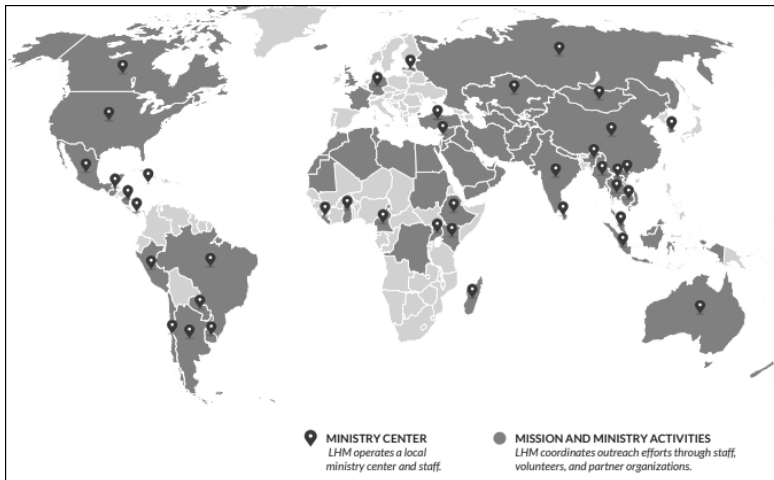 MINISTRY CENTER
LHM operates a local
ministry center and staff.
MISSION AND MINISTRY ACTIVITIES
LHM coordinates outreach efforts through staff,
volunteers, and partner organizations.